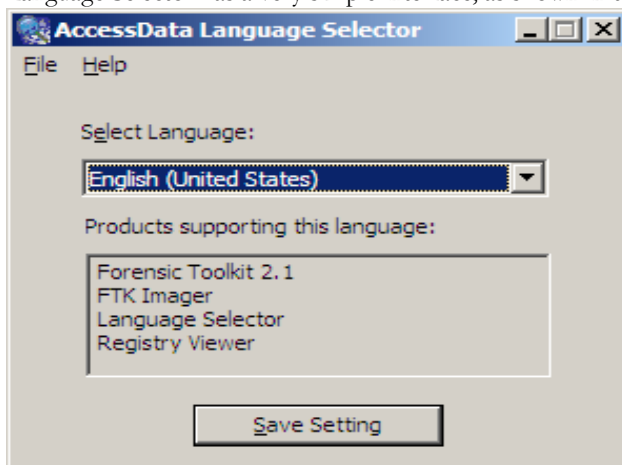 AccessData Language Selector
File Help
Select Language:
English (United States)
Products supporting this language:
Forensic Toolkit 2.1
FTK Imager
Language Selector
Registry Viewer
Save Setting